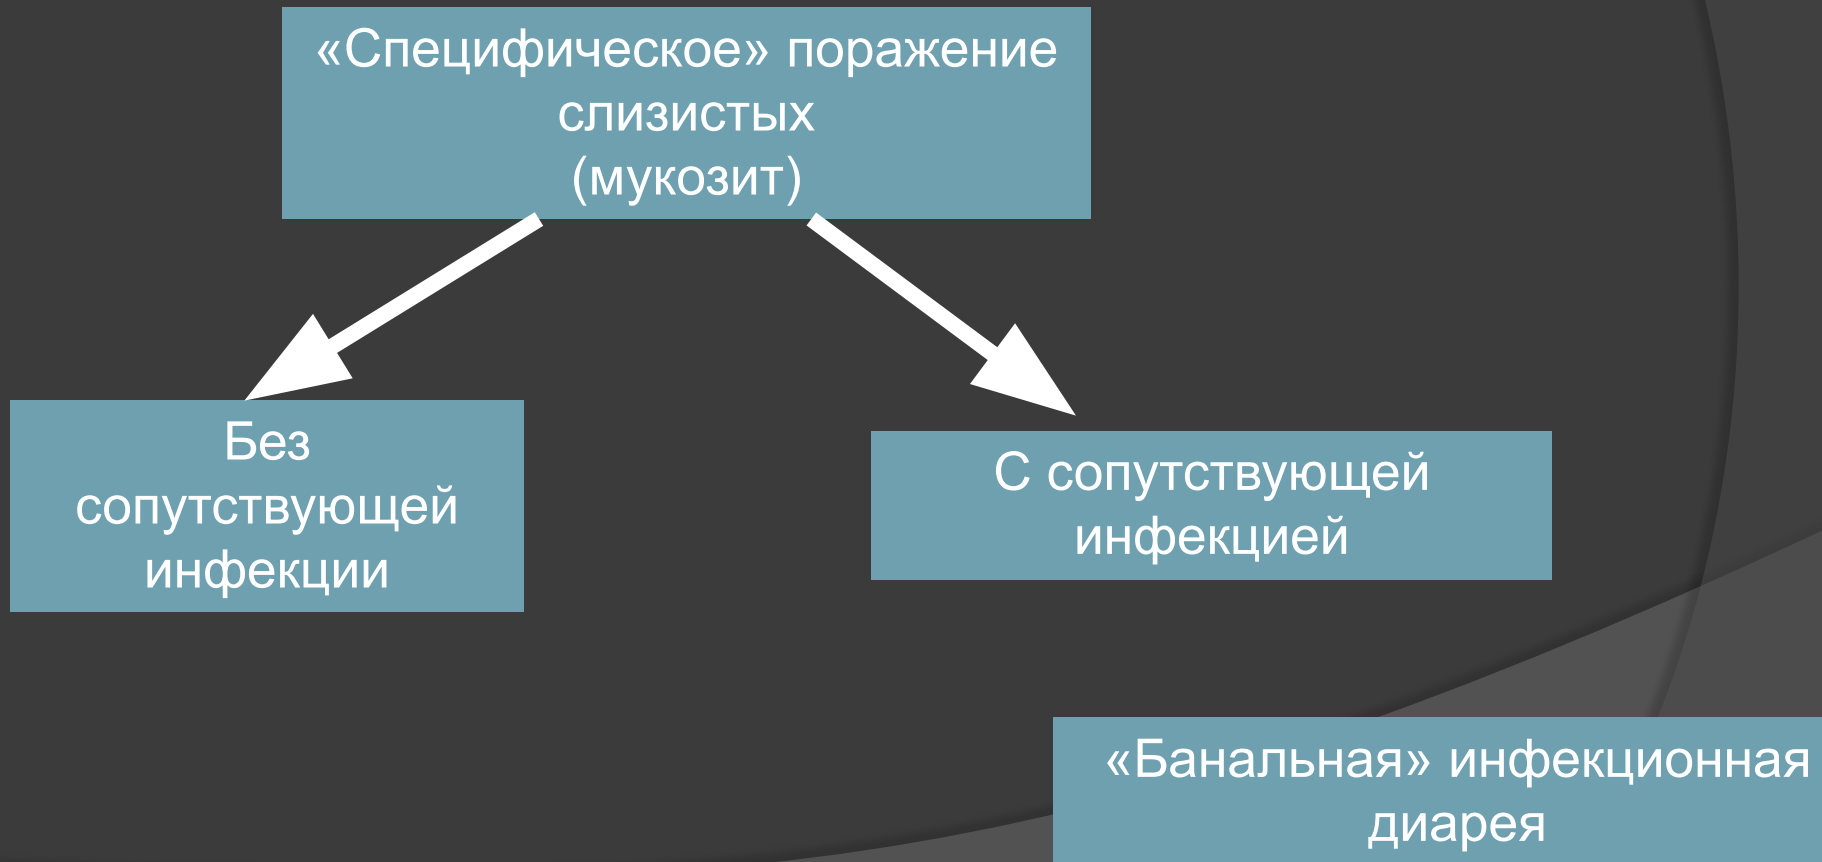 «Специфическое» поражение
слизистых
(мукозит)
Без
сопутствующей
инфекции
С сопутствующей
инфекцией
«Банальная» инфекционная
диарея